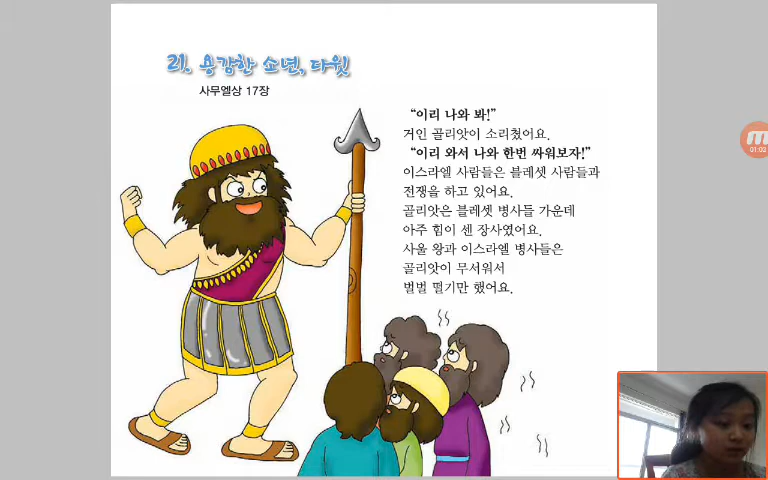 21. 용감한 소년, 다윗
사무엘상 17장
“이리 나와 봐!”
거인 골리앗이 소리쳤어요.
“이리 와서 나와 한번 싸워보자!”
이스라엘 사람들은 블레셋 사람들과
전쟁을 하고 있어요.
골리앗은 블레셋 병사들 가운데
아주 힘이 센 장사였어요.
사울 왕과 이스라엘 병사들은
골리앗이 무서워서
벌벌 떨기만 했어요.
M
01:02